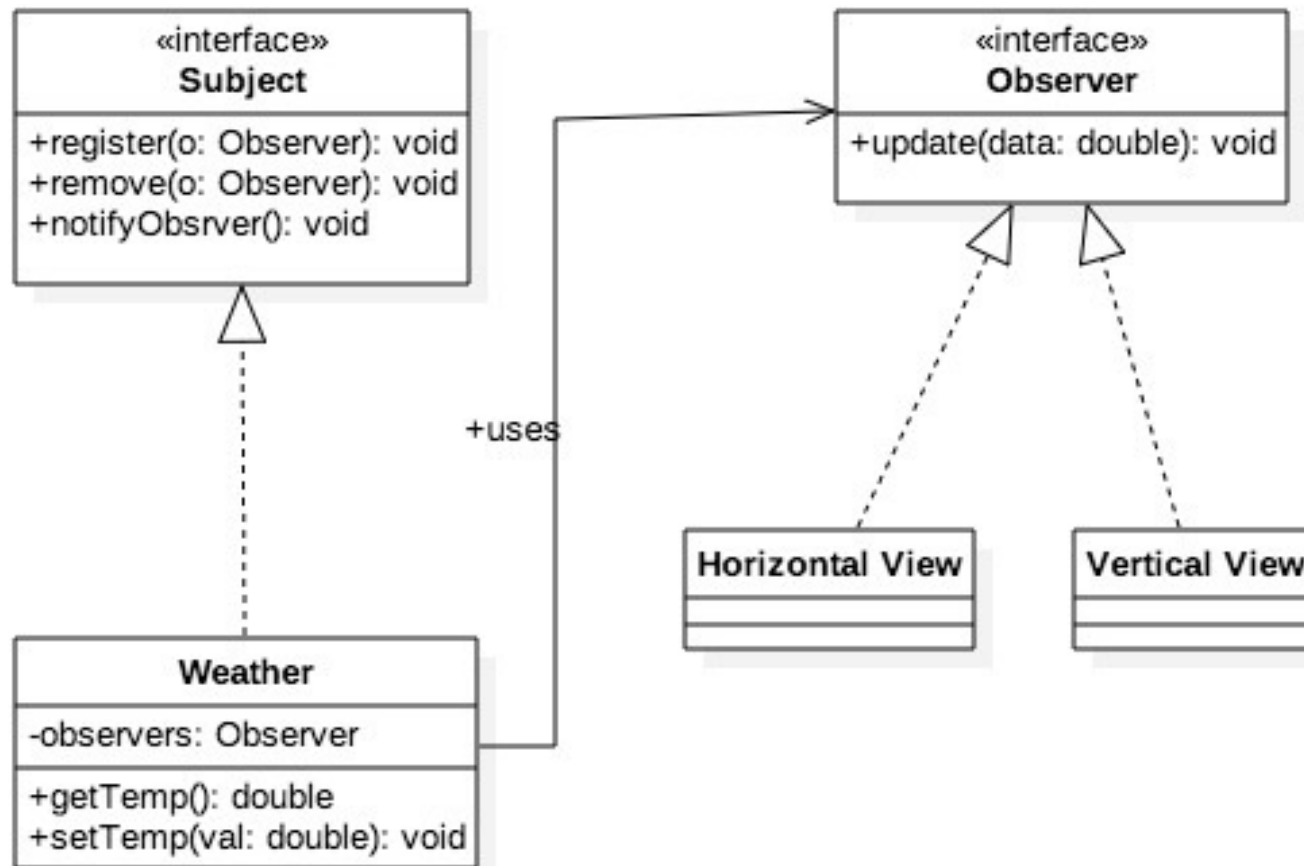 «interface»
Subject
+register(o: Observer): void
+remove(o: Observer): void
+notifyObsrver(): void
«interface»
Observer
+update(data: double): void
+uses
Horizontal View
Vertical View
Weather
-observers: Observer
+getTemp(): double
+setTemp(val: double): void